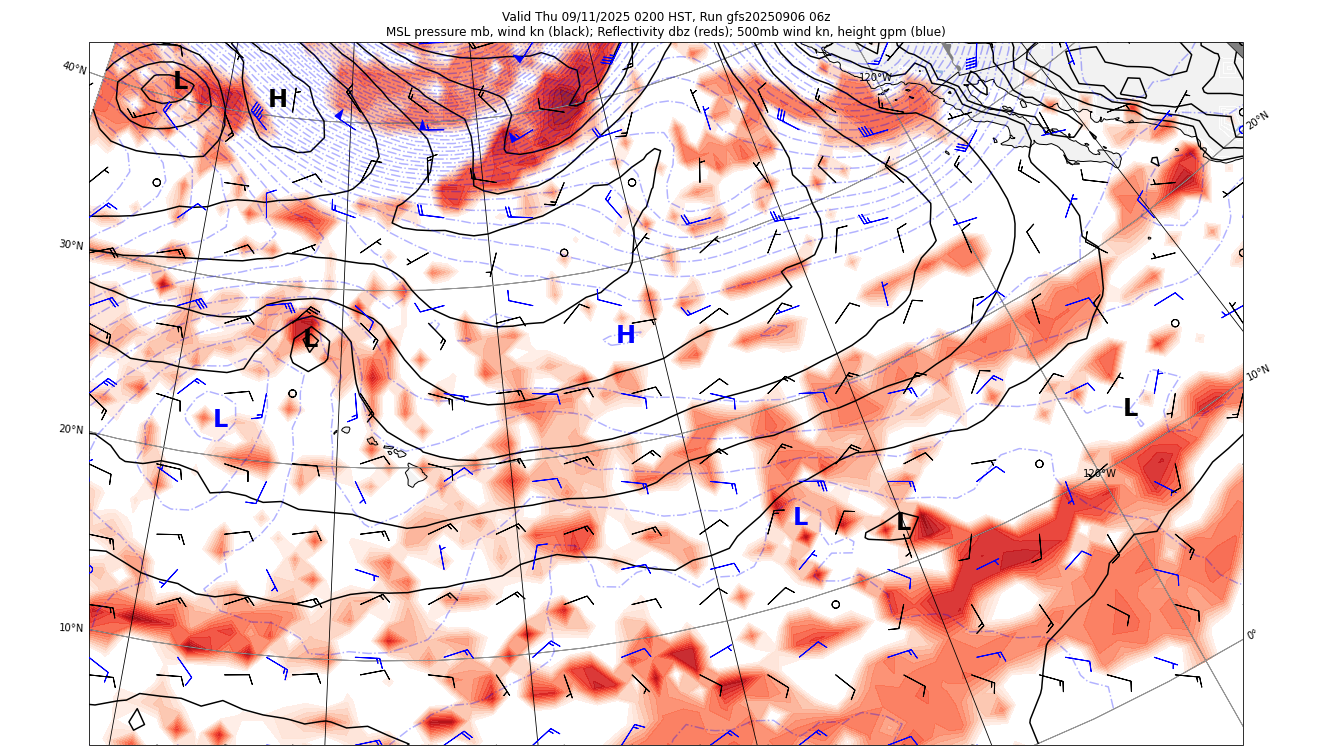 Valid Thu 09/11/2025 0200 HST, Run gfs20250906 06z
MSL pressure mb, wind kn (black); Reflectivity dbz (reds); 500mb wind kn, height gpm (blue)
40°N
L
H
120°W
20°N
30°N
L
H
10°N
L
L
20°N
120°W
L
L
10°N
0°